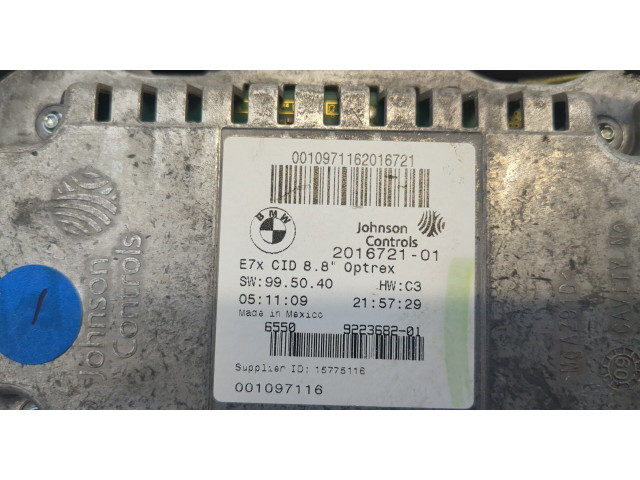 0010971162016721
BMW
Johnson
Controls
2016721-01
E7x CID 8.8" Optrex
SW:99.50.40 HW:C3
05:11:09 21:57:29
Made in Mexico
6550 9223682-01
Supplier ID: 15775116
001097116
Johnson
Controls
1